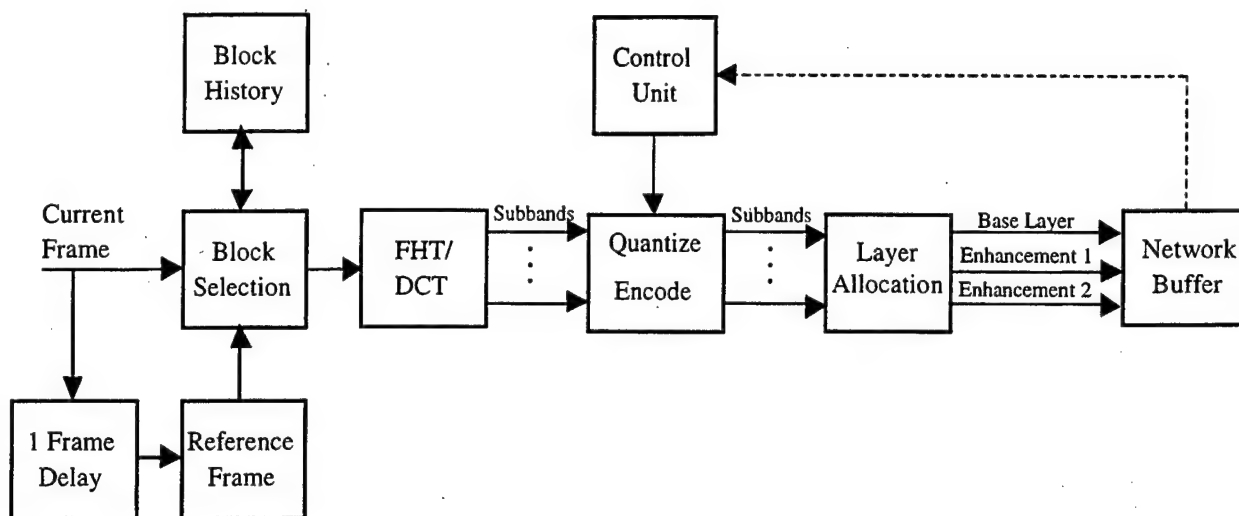 Block
History
Control
Unit
Current
Frame
Block
Selection
FHT/
DCT
Subbands
Quantize
Encode
Subbands
Layer
Allocation
Base Layer
Enhancement 1
Enhancement 2
Network
Buffer
1 Frame
Delay
Reference
Frame